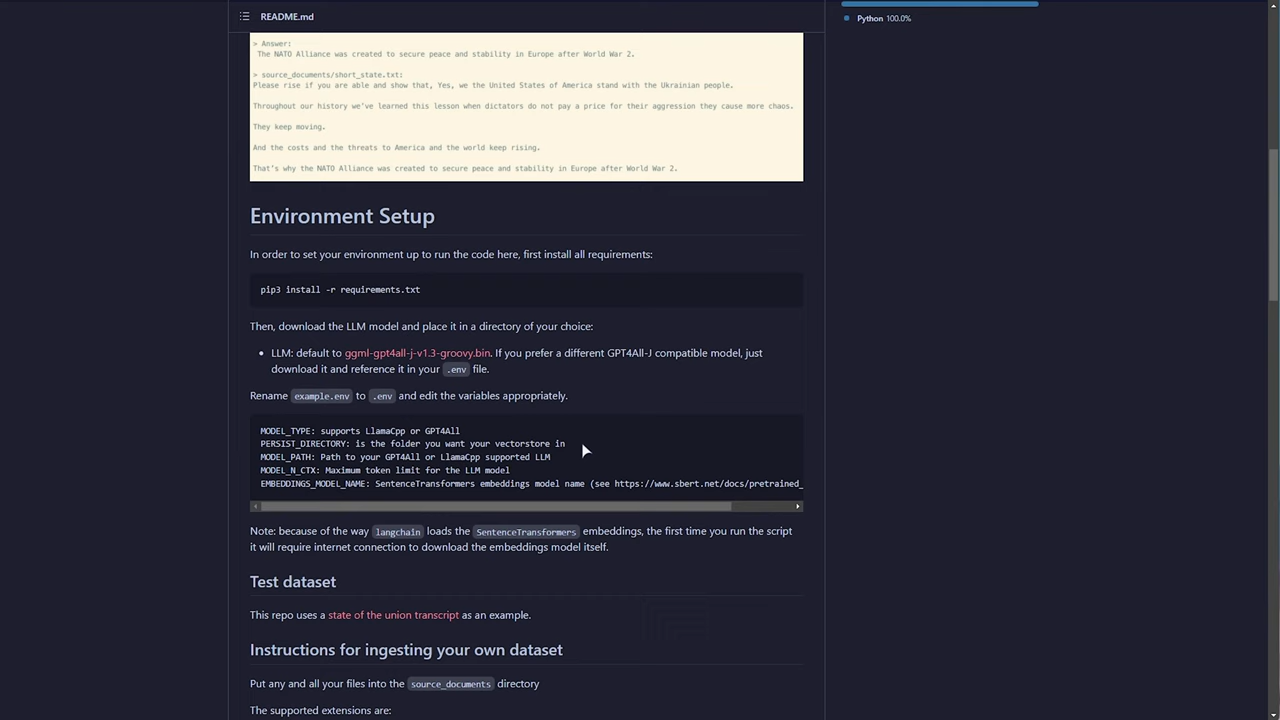 README.md
Python 100.0%
> Answer:
The NATO Alliance was created to secure peace and stability in Europe after World War 2.
> source_documents/short_state.txt:
Please rise if you are able and show that, Yes, we the United States of America stand with the Ukrainian people.
Throughout our history we've learned this lesson when dictators do not pay a price for their aggression they cause more chaos.
They keep moving.
And the costs and the threats to America and the world keep rising.
That's why the NATO Alliance was created to secure peace and stability in Europe after World War 2.
Environment Setup
In order to set your environment up to run the code here, first install all requirements:
pip3 install -r requirements.txt
Then, download the LLM model and place it in a directory of your choice:
• LLM: default to ggml-gpt4all-j-v1.3-groovy.bin. If you prefer a different GPT4All-J compatible model, just
download it and reference it in your .env file.
Rename example.env to .env and edit the variables appropriately.
MODEL_TYPE: supports LlamaCpp or GPT4All
PERSIST_DIRECTORY: is the folder you want your vectorstore in
MODEL_PATH: Path to your GPT4All or LlamaCpp supported LLM
MODEL_N_CTX: Maximum token limit for the LLM model
EMBEDDINGS_MODEL_NAME: SentenceTransformers embeddings model name (see https://www.sbert.net/docs/pretrained_
Note: because of the way langchain loads the SentenceTransformers embeddings, the first time you run the script
it will require internet connection to download the embeddings model itself.
Test dataset
This repo uses a state of the union transcript as an example.
Instructions for ingesting your own dataset
Put any and all your files into the source_documents directory
The supported extensions are: